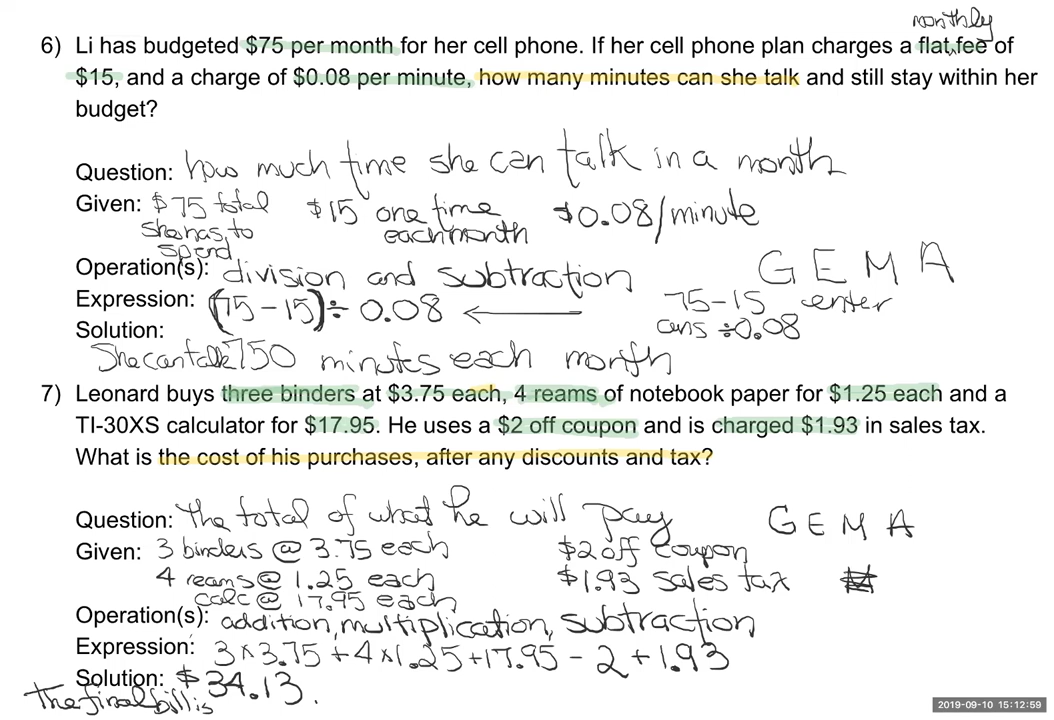 monthly
6) Li has budgeted $75 per month for her cell phone. If her cell phone plan charges a flat fee of
$15, and a charge of $0.08 per minute, how many minutes can she talk and still stay within her
budget?
Question: how much time she can talk in a month
Given: $75 total $15 one time $0.08/minute
she has to each month
spend
Operation(s): division and subtraction G E M A
Expression: (75-15)÷ 0.08 ← 75-15 enter
Solution: ans ÷0.08
She can talk 750 minutes each month
7) Leonard buys three binders at $3.75 each, 4 reams of notebook paper for $1.25 each and a
TI-30XS calculator for $17.95. He uses a $2 off coupon and is charged $1.93 in sales tax.
What is the cost of his purchases, after any discounts and tax?
Question: the total of what he will pay G E M A
Given: 3 binders @ 3.75 each $2 off coupon
4 reams @ 1.25 each $1.93 sales tax
calc @ 17.95 each
Operation(s): addition, multiplication, subtraction
Expression: 3×3.75 + 4×1.25 +17.95 - 2 + 1.93
Solution: $34.13.
The final bill is
2019-09-10 15:12:59